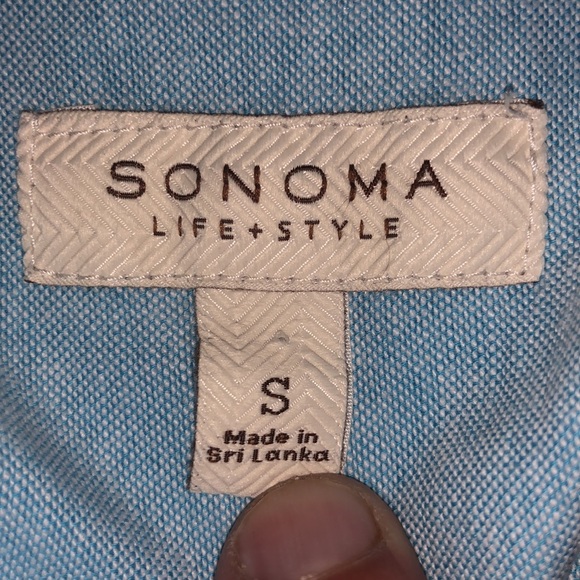 SONOMA
LIFE + STYLE
S
Made in
Sri Lanka